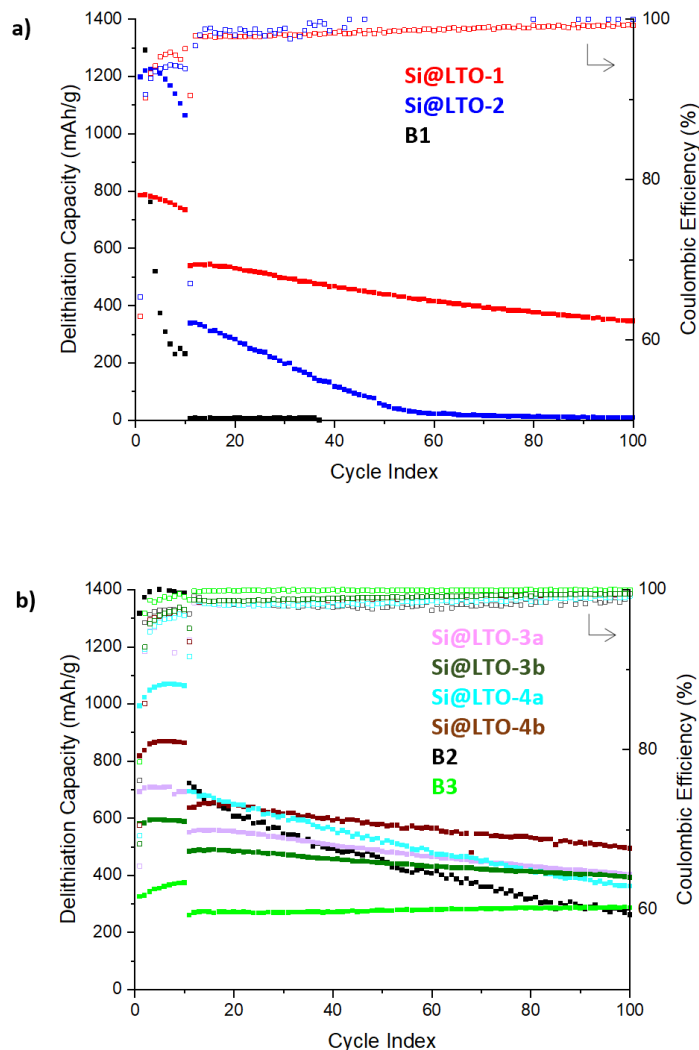 a)
1400
1200
1000
800
600
400
200
0
Delithiation Capacity (mAh/g)
Si@LTO-1
Si@LTO-2
B1
100
80
60
Coulombic Efficiency (%)
0 20 40 60 80 100
Cycle Index
b)
1400
1200
1000
800
600
400
200
0
Delithiation Capacity (mAh/g)
Si@LTO-3a
Si@LTO-3b
Si@LTO-4a
Si@LTO-4b
B2
B3
100
80
60
Coulombic Efficiency (%)
0 20 40 60 80 100
Cycle Index